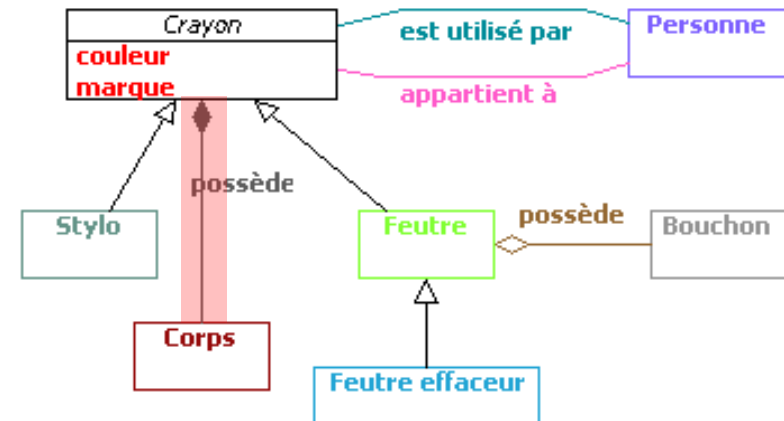 Crayon
couleur
marque
est utilisé par
appartient à
Personne
possède
Stylo
Feutre
possède
Bouchon
Corps
Feutre effaceur